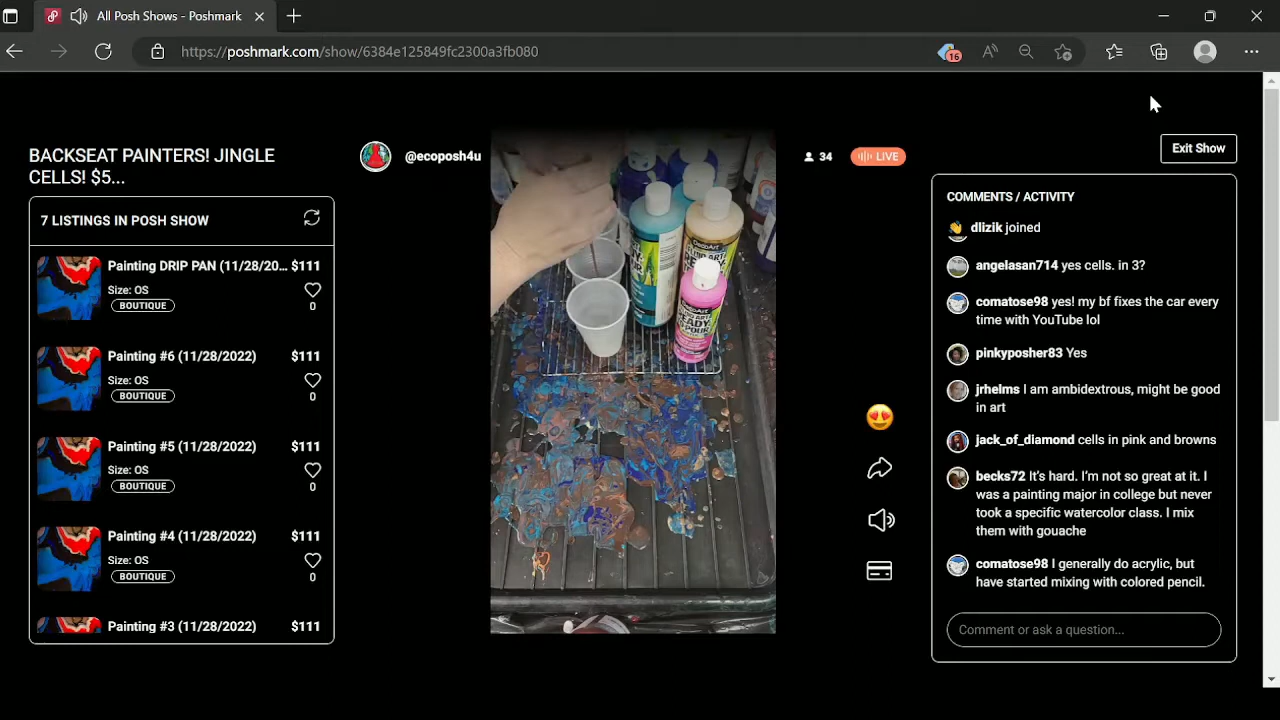 All Posh Shows - Poshmark
https://poshmark.com/show/6384e125849fc2300a3fb080
16
BACKSEAT PAINTERS! JINGLE
CELLS! $5...
@ecoposh4u
34
LIVE
Exit Show
7 LISTINGS IN POSH SHOW
Painting DRIP PAN (11/28/20... $111
Size: OS
BOUTIQUE
0
Painting #6 (11/28/2022) $111
Size: OS
BOUTIQUE
0
Painting #5 (11/28/2022) $111
Size: OS
BOUTIQUE
0
Painting #4 (11/28/2022) $111
Size: OS
BOUTIQUE
0
Painting #3 (11/28/2022) $111
DecoArt
READY
POUR
COMMENTS / ACTIVITY
dlizik joined
angelasan714 yes cells. in 3?
comatose98 yes! my bf fixes the car every
time with YouTube lol
pinkyposher83 Yes
jrhelms I am ambidextrous, might be good
in art
jack_of_diamond cells in pink and browns
becks72 It's hard. I'm not so great at it. I
was a painting major in college but never
took a specific watercolor class. I mix
them with gouache
comatose98 I generally do acrylic, but
have started mixing with colored pencil.
Comment or ask a question...